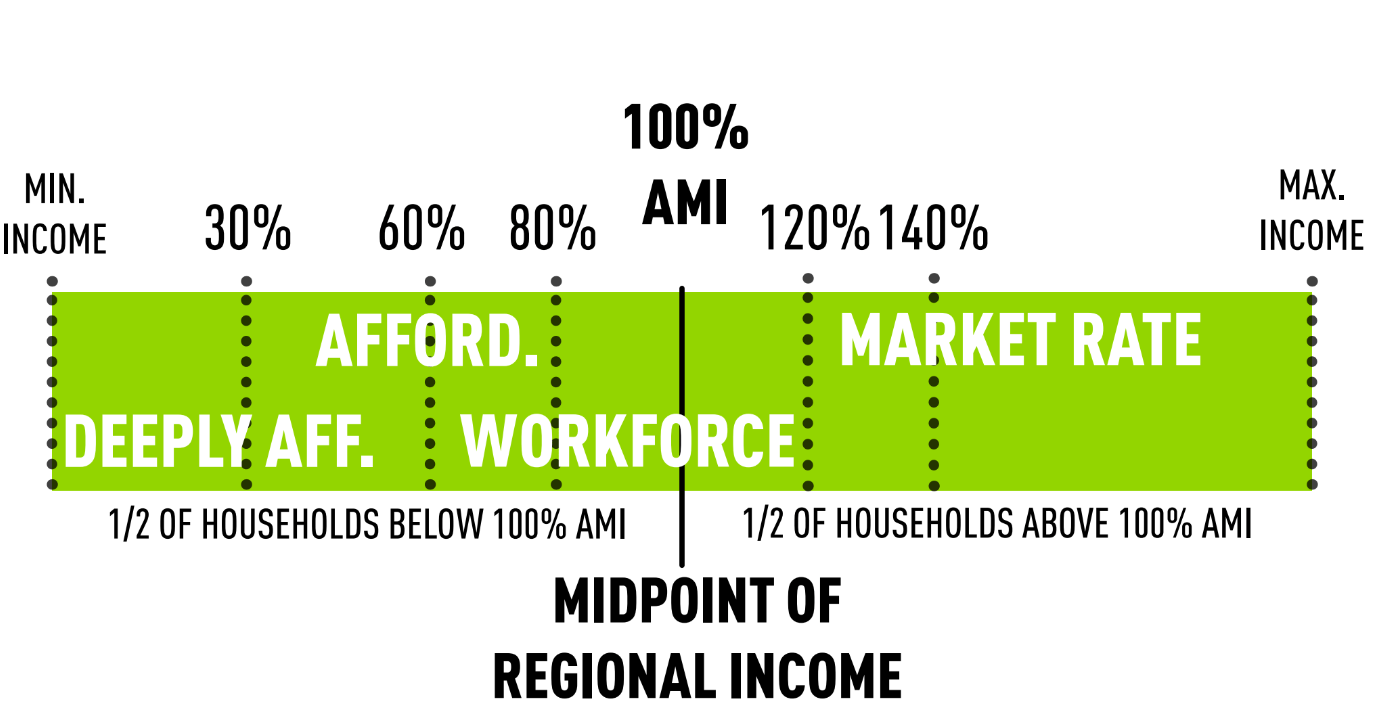 100%
AMI
MIN.
INCOME
30%
60%
80%
120%
140%
MAX.
INCOME
AFFORD.
MARKET RATE
DEEPLY AFF.
WORKFORCE
1/2 OF HOUSEHOLDS BELOW 100% AMI
1/2 OF HOUSEHOLDS ABOVE 100% AMI
MIDPOINT OF
REGIONAL INCOME